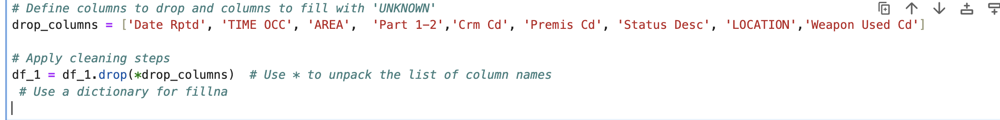 # Define columns to drop and columns to fill with 'UNKNOWN'
drop_columns = ['Date Rptd', 'TIME OCC', 'AREA',  'Part 1-2','Crm Cd', 'Premis Cd', 'Status Desc', 'LOCATION','Weapon Used Cd']
# Apply cleaning steps
df_1 = df_1.drop(*drop_columns)  # Use * to unpack the list of column names
 # Use a dictionary for fillna